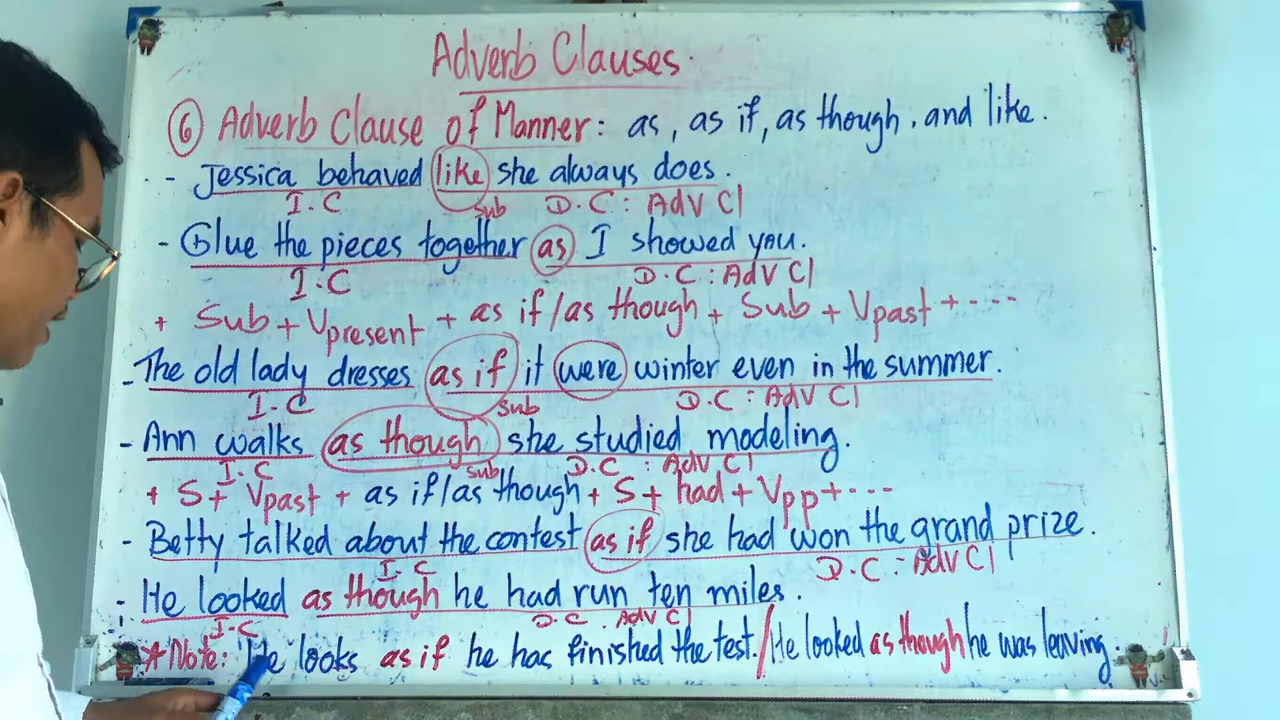 Adverb Clauses.
6 Adverb Clause of Manner: as, as if, as though, and like.
- Jessica behaved like she always does.
I.C Sub D.C : Adv Cl
- Glue the pieces together as I showed you.
I.C D.C : Adv Cl
+ Sub + Vpresent + as if/as though + Sub + Vpast + ----
- The old lady dresses as if it were winter even in the summer.
I.C Sub D.C : Adv Cl
- Ann walks as though she studied modeling.
I.C Sub D.C : Adv Cl
+ S + Vpast + as if/as though + S + had + Vpp + ---
- Betty talked about the contest as if she had won the grand prize.
I.C D.C : Adv Cl
- He looked as though he had run ten miles.
I.C D.C . Adv Cl
* Note: He looks as if he has finished the test./He looked as though he was leaving.